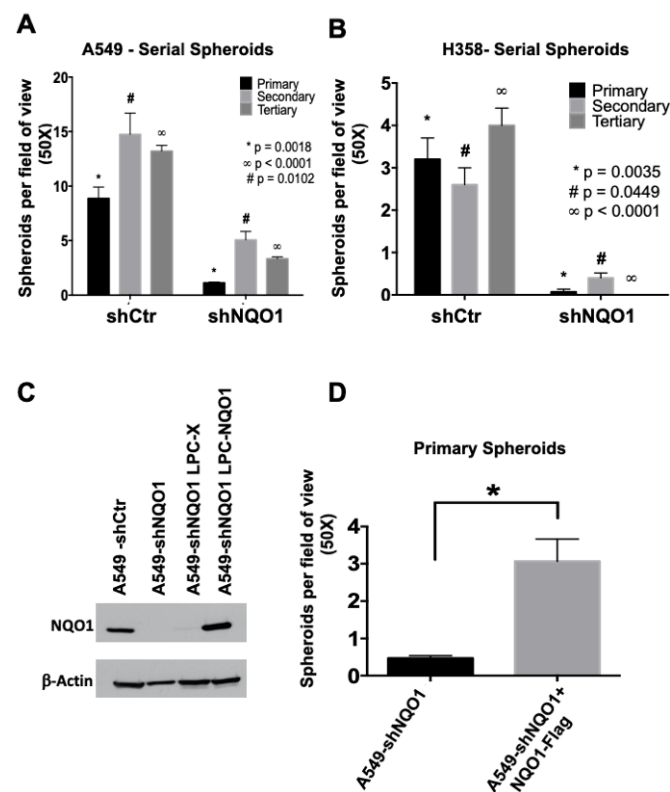 A
A549 - Serial Spheroids
Spheroids per field of view
(50X)
20
15
10
5
0
Primary
Secondary
Tertiary
* p = 0.0018
∞ p < 0.0001
# p = 0.0102
*
#
∞
*
#
∞
shCtr
shNQO1
B
H358- Serial Spheroids
Spheroids per field of view
(50X)
5
4
3
2
1
0
Primary
Secondary
Tertiary
* p = 0.0035
# p = 0.0449
∞ p < 0.0001
*
#
∞
*
#
∞
shCtr
shNQO1
C
A549 -shCtr
A549-shNQO1
A549-shNQO1 LPC-X
A549-shNQO1 LPC-NQO1
NQO1
β-Actin
D
Primary Spheroids
Spheroids per field of view
(50X)
4
3
2
1
0
*
A549-shNQO1
A549-shNQO1+
NQO1-Flag